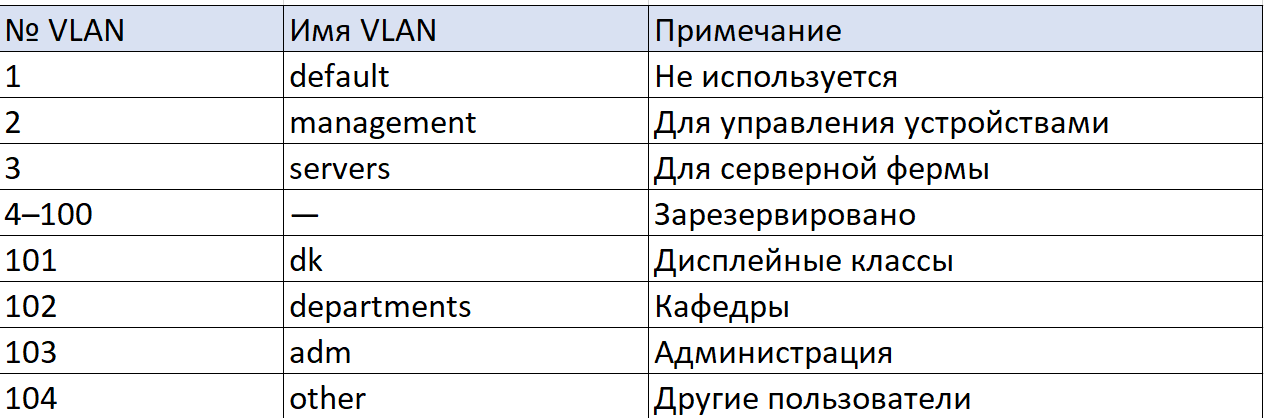 № VLAN Имя VLAN Примечание
1 default Не используется
2 management Для управления устройствами
3 servers Для серверной фермы
4–100 — Зарезервировано
101 dk Дисплейные классы
102 departments Кафедры
103 adm Администрация
104 other Другие пользователи